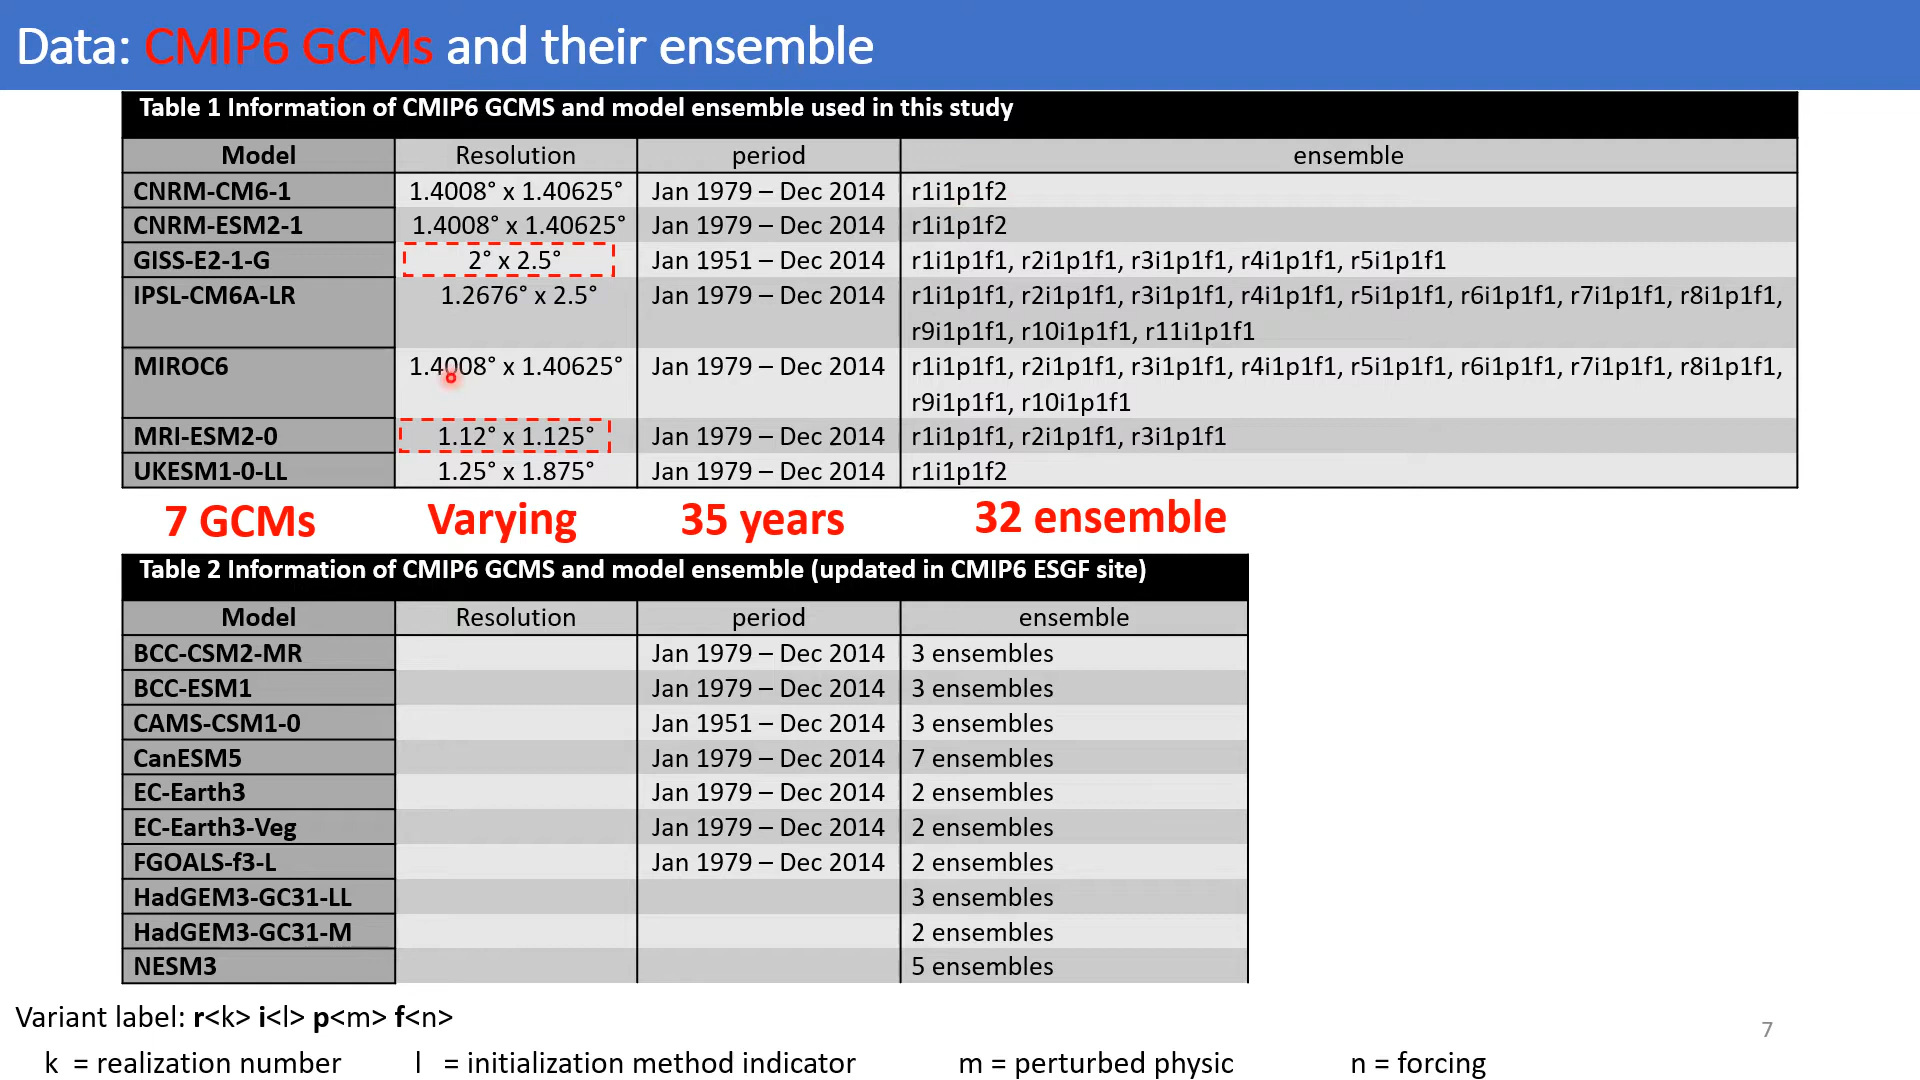 Data: CMIP6 GCMs and their ensemble
Table 1 Information of CMIP6 GCMS and model ensemble used in this study
Model Resolution period ensemble
CNRM-CM6-1 1.4008° x 1.40625° Jan 1979 – Dec 2014 r1i1p1f2
CNRM-ESM2-1 1.4008° x 1.40625° Jan 1979 – Dec 2014 r1i1p1f2
GISS-E2-1-G 2° x 2.5° Jan 1951 – Dec 2014 r1i1p1f1, r2i1p1f1, r3i1p1f1, r4i1p1f1, r5i1p1f1
IPSL-CM6A-LR 1.2676° x 2.5° Jan 1979 – Dec 2014 r1i1p1f1, r2i1p1f1, r3i1p1f1, r4i1p1f1, r5i1p1f1, r6i1p1f1, r7i1p1f1, r8i1p1f1,
r9i1p1f1, r10i1p1f1, r11i1p1f1
MIROC6 1.4008° x 1.40625° Jan 1979 – Dec 2014 r1i1p1f1, r2i1p1f1, r3i1p1f1, r4i1p1f1, r5i1p1f1, r6i1p1f1, r7i1p1f1, r8i1p1f1,
r9i1p1f1, r10i1p1f1
MRI-ESM2-0 1.12° x 1.125° Jan 1979 – Dec 2014 r1i1p1f1, r2i1p1f1, r3i1p1f1
UKESM1-0-LL 1.25° x 1.875° Jan 1979 – Dec 2014 r1i1p1f2
7 GCMs Varying 35 years 32 ensemble
Table 2 Information of CMIP6 GCMS and model ensemble (updated in CMIP6 ESGF site)
Model Resolution period ensemble
BCC-CSM2-MR Jan 1979 – Dec 2014 3 ensembles
BCC-ESM1 Jan 1979 – Dec 2014 3 ensembles
CAMS-CSM1-0 Jan 1951 – Dec 2014 3 ensembles
CanESM5 Jan 1979 – Dec 2014 7 ensembles
EC-Earth3 Jan 1979 – Dec 2014 2 ensembles
EC-Earth3-Veg Jan 1979 – Dec 2014 2 ensembles
FGOALS-f3-L Jan 1979 – Dec 2014 2 ensembles
HadGEM3-GC31-LL 3 ensembles
HadGEM3-GC31-M 2 ensembles
NESM3 5 ensembles
Variant label: r<k> i<l> p<m> f<n>
7
k = realization number l = initialization method indicator m = perturbed physic n = forcing